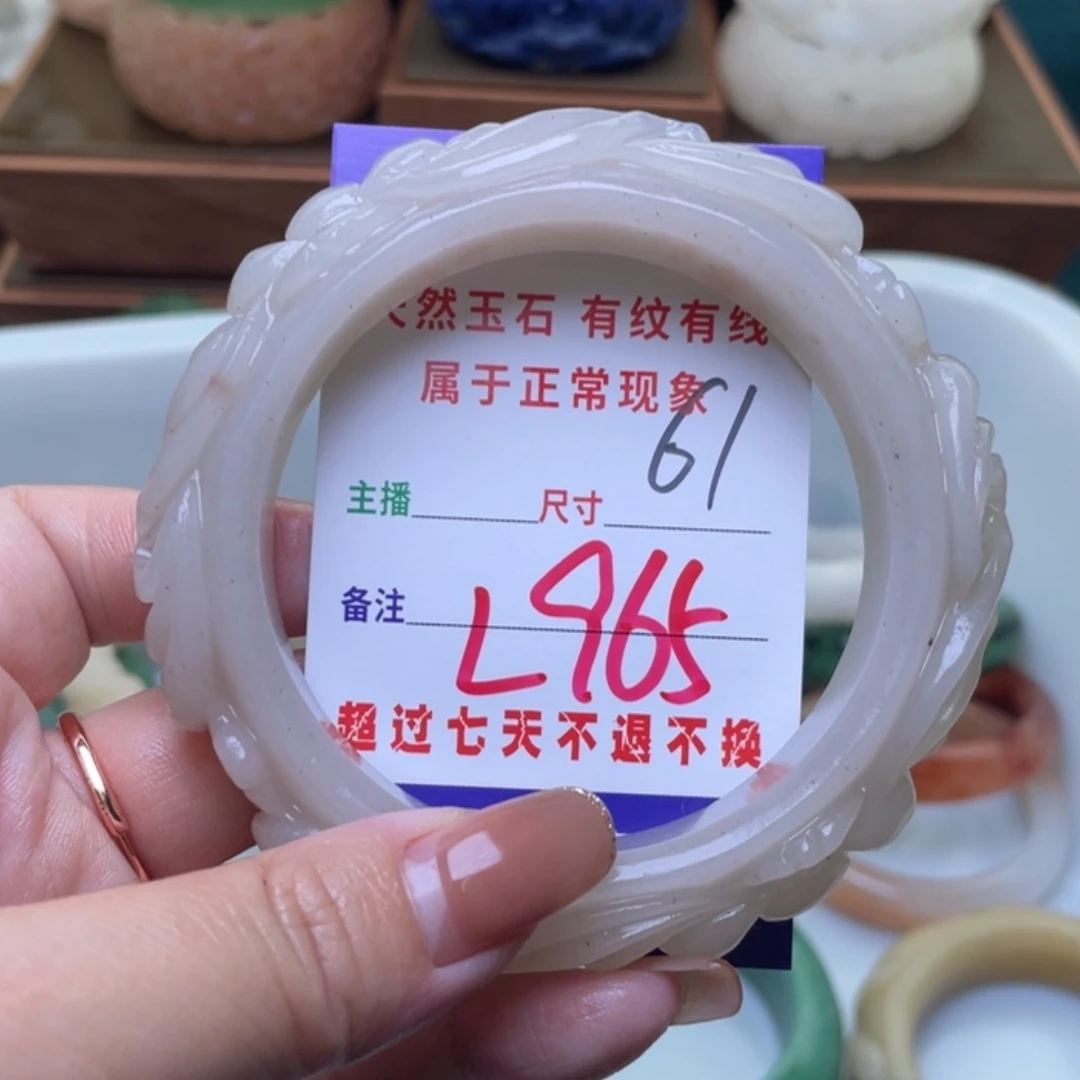 天然玉石 有纹有线
属于正常现象
主播 尺寸 61
备注 L965
超过七天不退不换